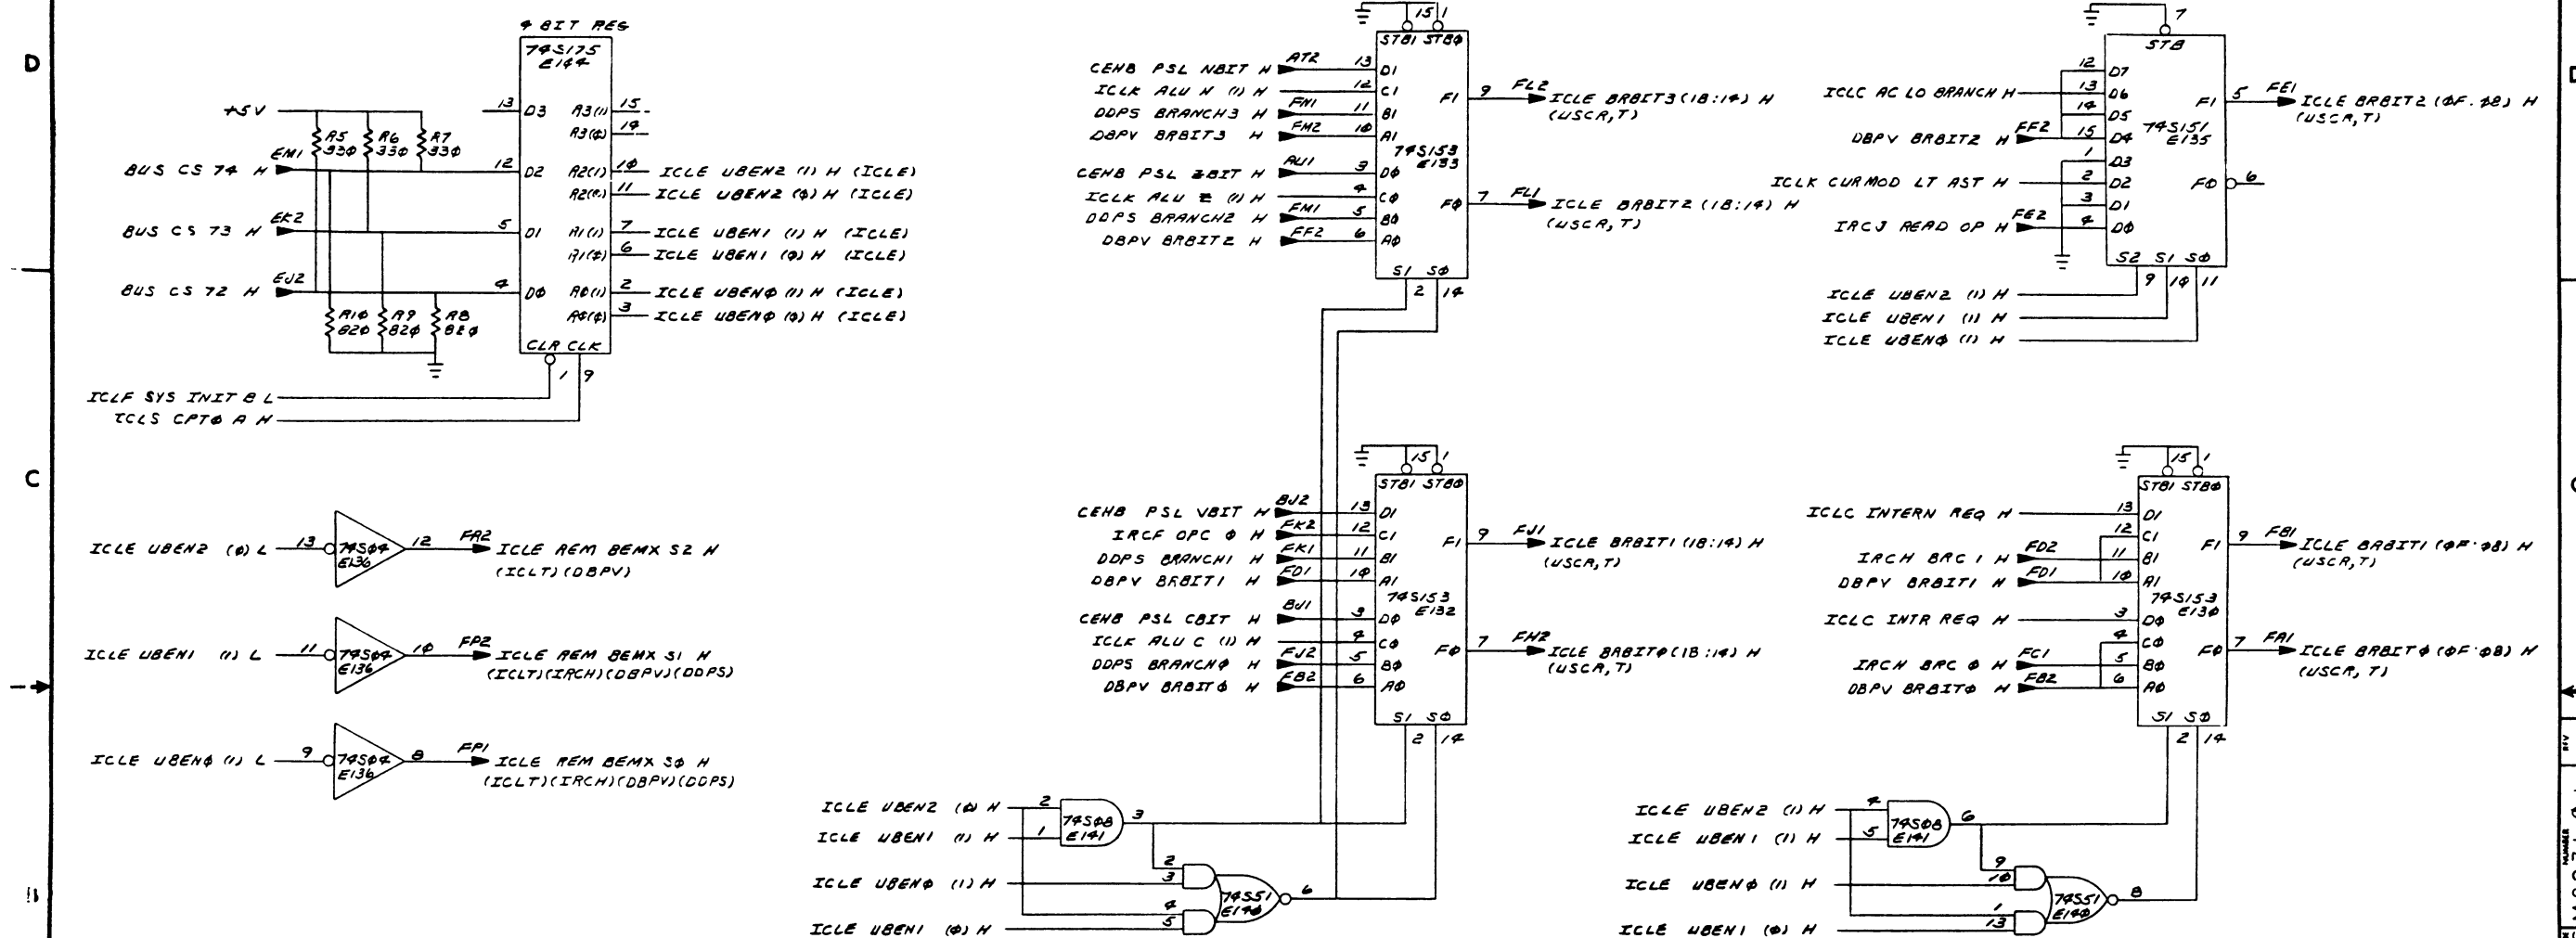 D
4 BIT REG
74S175
E144
+5V
R5
330
R6
330
R7
330
13
D3
R3(1)
15
R3(0)
14
BUS CS 74 H
EM1
12
D2
R2(1)
10
ICLE UBEN2 (1) H (ICLE)
R2(0)
11
ICLE UBEN2 (0) H (ICLE)
BUS CS 73 H
EK2
5
D1
R1(1)
7
ICLE UBEN1 (1) H (ICLE)
R1(0)
6
ICLE UBEN1 (0) H (ICLE)
BUS CS 72 H
EJ2
4
D0
R0(1)
2
ICLE UBEN0 (1) H (ICLE)
R0(0)
3
ICLE UBEN0 (0) H (ICLE)
R10
820
R9
820
R8
820
CLR CLK
1
9
ICLF SYS INIT B L
ICLS CPT0 A H
C
ICLE UBEN2 (0) L
13
74S04
E136
12
FR2
ICLE REM BEMX S2 H
(ICLT)(DBPV)
ICLE UBEN1 (1) L
11
74S04
E136
10
FP2
ICLE REM BEMX S1 H
(ICLT)(IRCH)(DBPV)(DDPS)
ICLE UBEN0 (1) L
9
74S04
E136
8
FP1
ICLE REM BEMX S0 H
(ICLT)(IRCH)(DBPV)(DDPS)
15
1
STB1 STB0
CEHB PSL NBIT H
AT2
13
D1
ICLK ALU N (1) H
12
C1
DDPS BRANCH3 H
FN1
11
B1
DBPV BRBIT3 H
FM2
10
A1
F1
9
FL2
ICLE BRBIT3(1B:14) H
(USCR,T)
74S153
E133
CEHB PSL ZBIT H
AU1
3
D0
ICLK ALU Z (1) H
4
C0
DDPS BRANCH2 H
FM1
5
B0
DBPV BRBIT2 H
FF2
6
A0
F0
7
FL1
ICLE BRBIT2 (1B:14) H
(USCR,T)
S1 S0
2
14
15
1
STB1 STB0
CEHB PSL VBIT H
BJ2
13
D1
IRCF OPC 0 H
FK2
12
C1
DDPS BRANCH1 H
FK1
11
B1
DBPV BRBIT1 H
FD1
10
A1
F1
9
FJ1
ICLE BRBIT1(1B:14) H
(USCR,T)
74S153
E132
CEHB PSL CBIT H
BJ1
3
D0
ICLK ALU C (1) H
4
C0
DDPS BRANCH0 H
FJ2
5
B0
DBPV BRBIT0 H
FB2
6
A0
F0
7
FH2
ICLE BRBIT0(1B:14) H
(USCR,T)
S1 S0
2
14
ICLE UBEN2 (0) H
2
ICLE UBEN1 (1) H
1
74S08
E141
3
ICLE UBEN0 (1) H
2
3
ICLE UBEN1 (0) H
4
5
74S51
E140
6
7
STB
12
D7
ICLC AC LO BRANCH H
13
D6
14
D5
DBPV BRBIT2 H
FF2
15
D4
74S151
E135
1
D3
ICLK CURMOD LT AST H
2
D2
3
D1
IRCJ READ OP H
FE2
4
D0
F1
5
FE1
ICLE BRBIT2 (0F:08) H
(USCR,T)
F0
6
S2 S1 S0
9
10
11
ICLE UBEN2 (1) H
ICLE UBEN1 (1) H
ICLE UBEN0 (1) H
15
1
STB1 STB0
ICLC INTERN REQ H
13
D1
12
C1
IRCH BRC 1 H
FD2
11
B1
DBPV BRBIT1 H
FD1
10
A1
F1
9
FB1
ICLE BRBIT1 (0F:08) H
(USCR,T)
74S153
E130
ICLC INTR REQ H
3
D0
4
C0
IRCH BRC 0 H
FC1
5
B0
DBPV BRBIT0 H
FB2
6
A0
F0
7
FA1
ICLE BRBIT0 (0F:08) H
(USCR, T)
S1 S0
2
14
ICLE UBEN2 (1) H
4
ICLE UBEN1 (1) H
5
74S08
E141
6
ICLE UBEN0 (1) H
9
10
ICLE UBEN1 (0) H
1
13
74S51
E140
8
REV
NUMBER